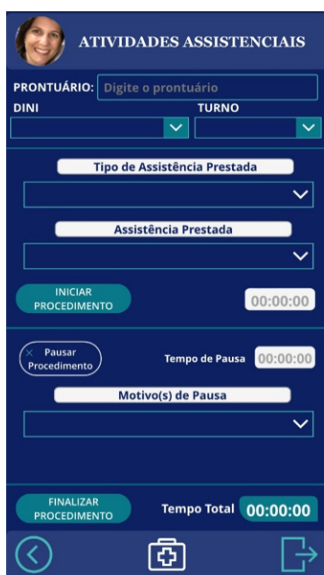 ATIVIDADES ASSISTENCIAIS
PRONTUÁRIO: Digite o prontuário
DINI TURNO
Tipo de Assistência Prestada
Assistência Prestada
INICIAR
PROCEDIMENTO 00:00:00
× Pausar
Procedimento Tempo de Pausa 00:00:00
Motivo(s) de Pausa
FINALIZAR
PROCEDIMENTO Tempo Total 00:00:00